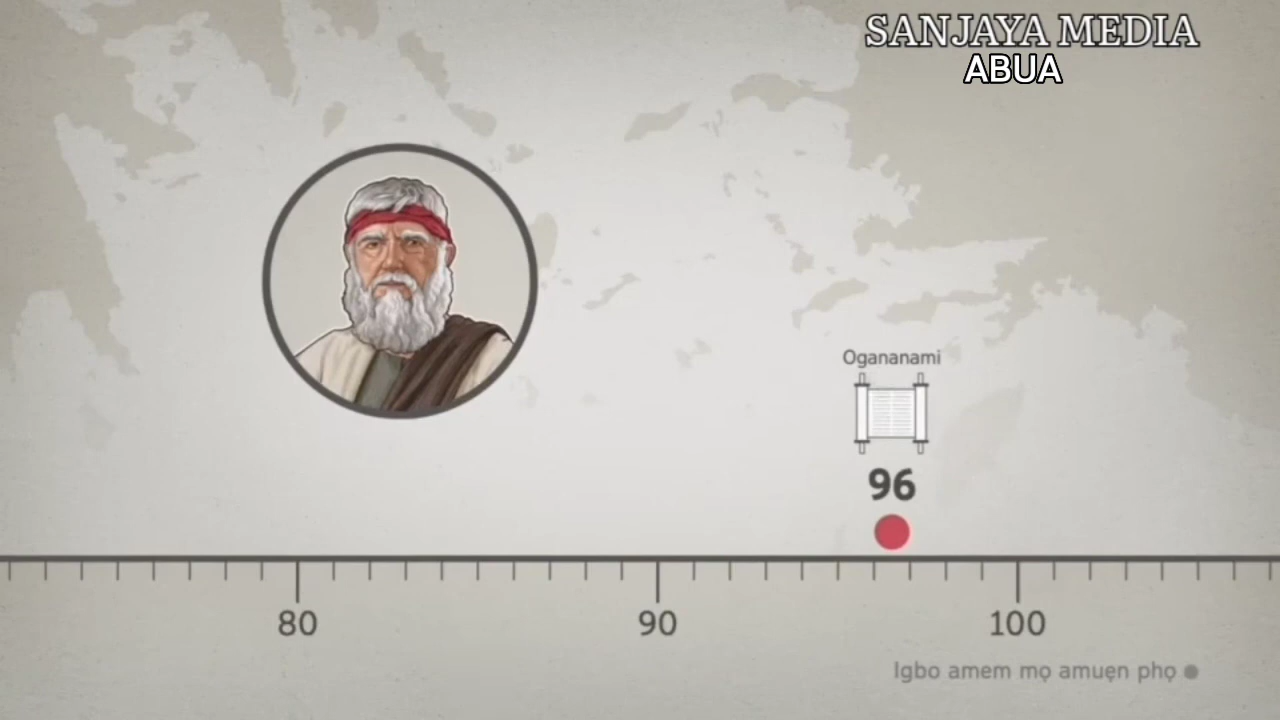 SANJAYA MEDIA
ABUA
Ogananami
96
80 90 100
Igbo amem mọ amuẹn phọ